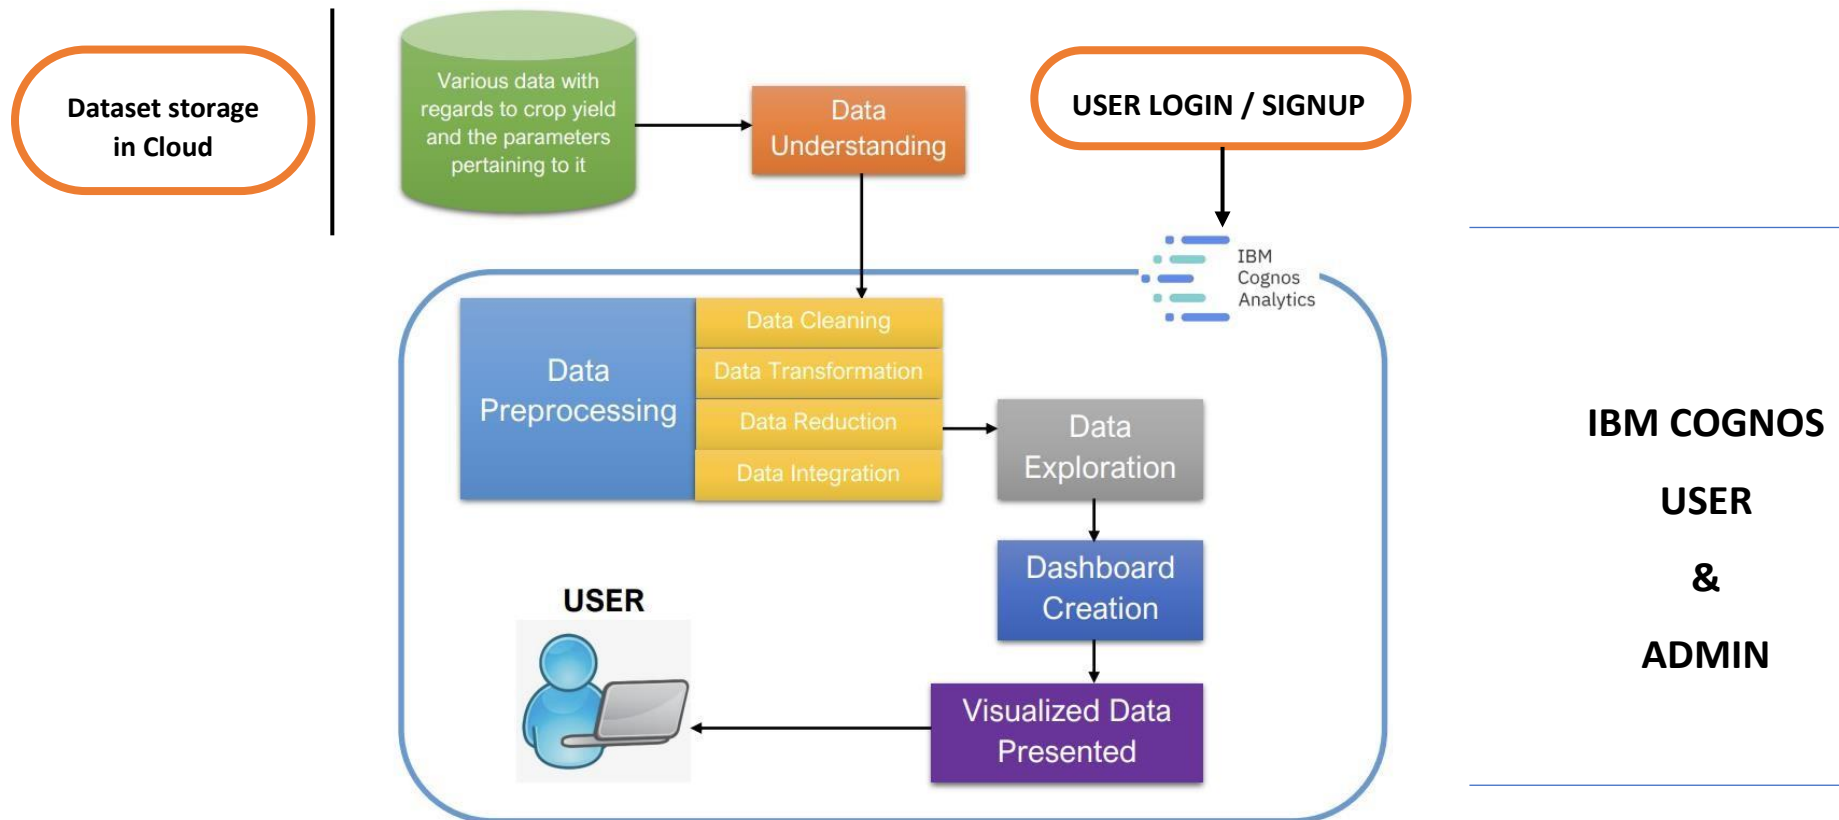 Dataset storage
in Cloud
Various data with
regards to crop yield
and the parameters
pertaining to it
Data
Understanding
USER LOGIN / SIGNUP
IBM
Cognos
Analytics
Data
Preprocessing
Data Cleaning
Data Transformation
Data Reduction
Data Integration
Data
Exploration
Dashboard
Creation
Visualized Data
Presented
USER
IBM COGNOS
USER
&
ADMIN